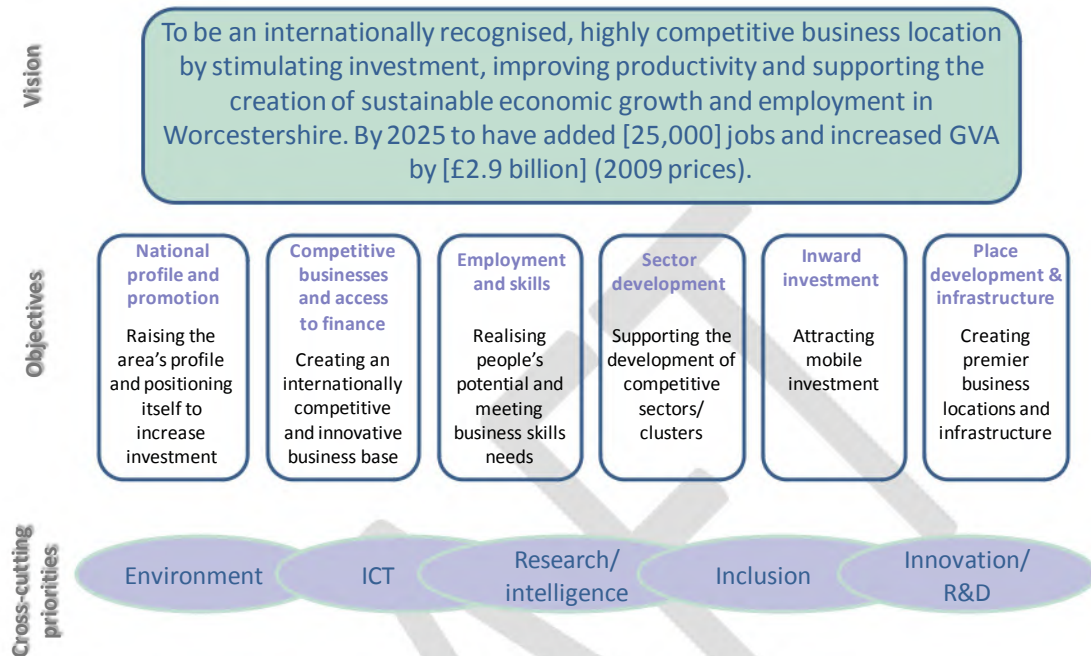 Vision
To be an internationally recognised, highly competitive business location
by stimulating investment, improving productivity and supporting the
creation of sustainable economic growth and employment in
Worcestershire. By 2025 to have added [25,000] jobs and increased GVA
by [£2.9 billion] (2009 prices).
Objectives
National
profile and
promotion
Raising the
area's profile
and positioning
itself to
increase
investment
Competitive
businesses
and access
to finance
Creating an
internationally
competitive
and innovative
business base
Employment
and skills
Realising
people's
potential and
meeting
business skills
needs
Sector
development
Supporting the
development of
competitive
sectors/
clusters
Inward
investment
Attracting
mobile
investment
Place
development &
infrastructure
Creating
premier
business
locations and
infrastructure
Cross-cutting
priorities
Environment
ICT
Research/
intelligence
Inclusion
Innovation/
R&D